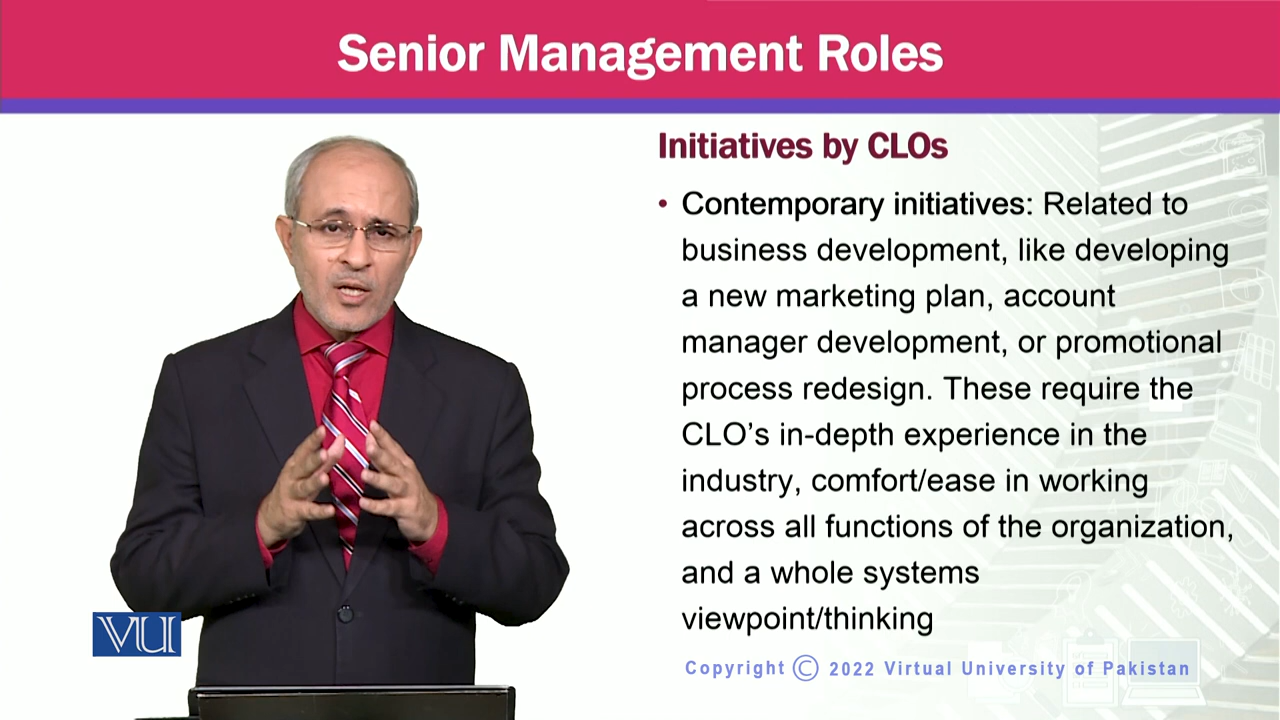 Senior Management Roles
Initiatives by CLOs
• Contemporary initiatives: Related to
business development, like developing
a new marketing plan, account
manager development, or promotional
process redesign. These require the
CLO’s in-depth experience in the
industry, comfort/ease in working
across all functions of the organization,
and a whole systems
viewpoint/thinking
VU
Copyright © 2022 Virtual University of Pakistan